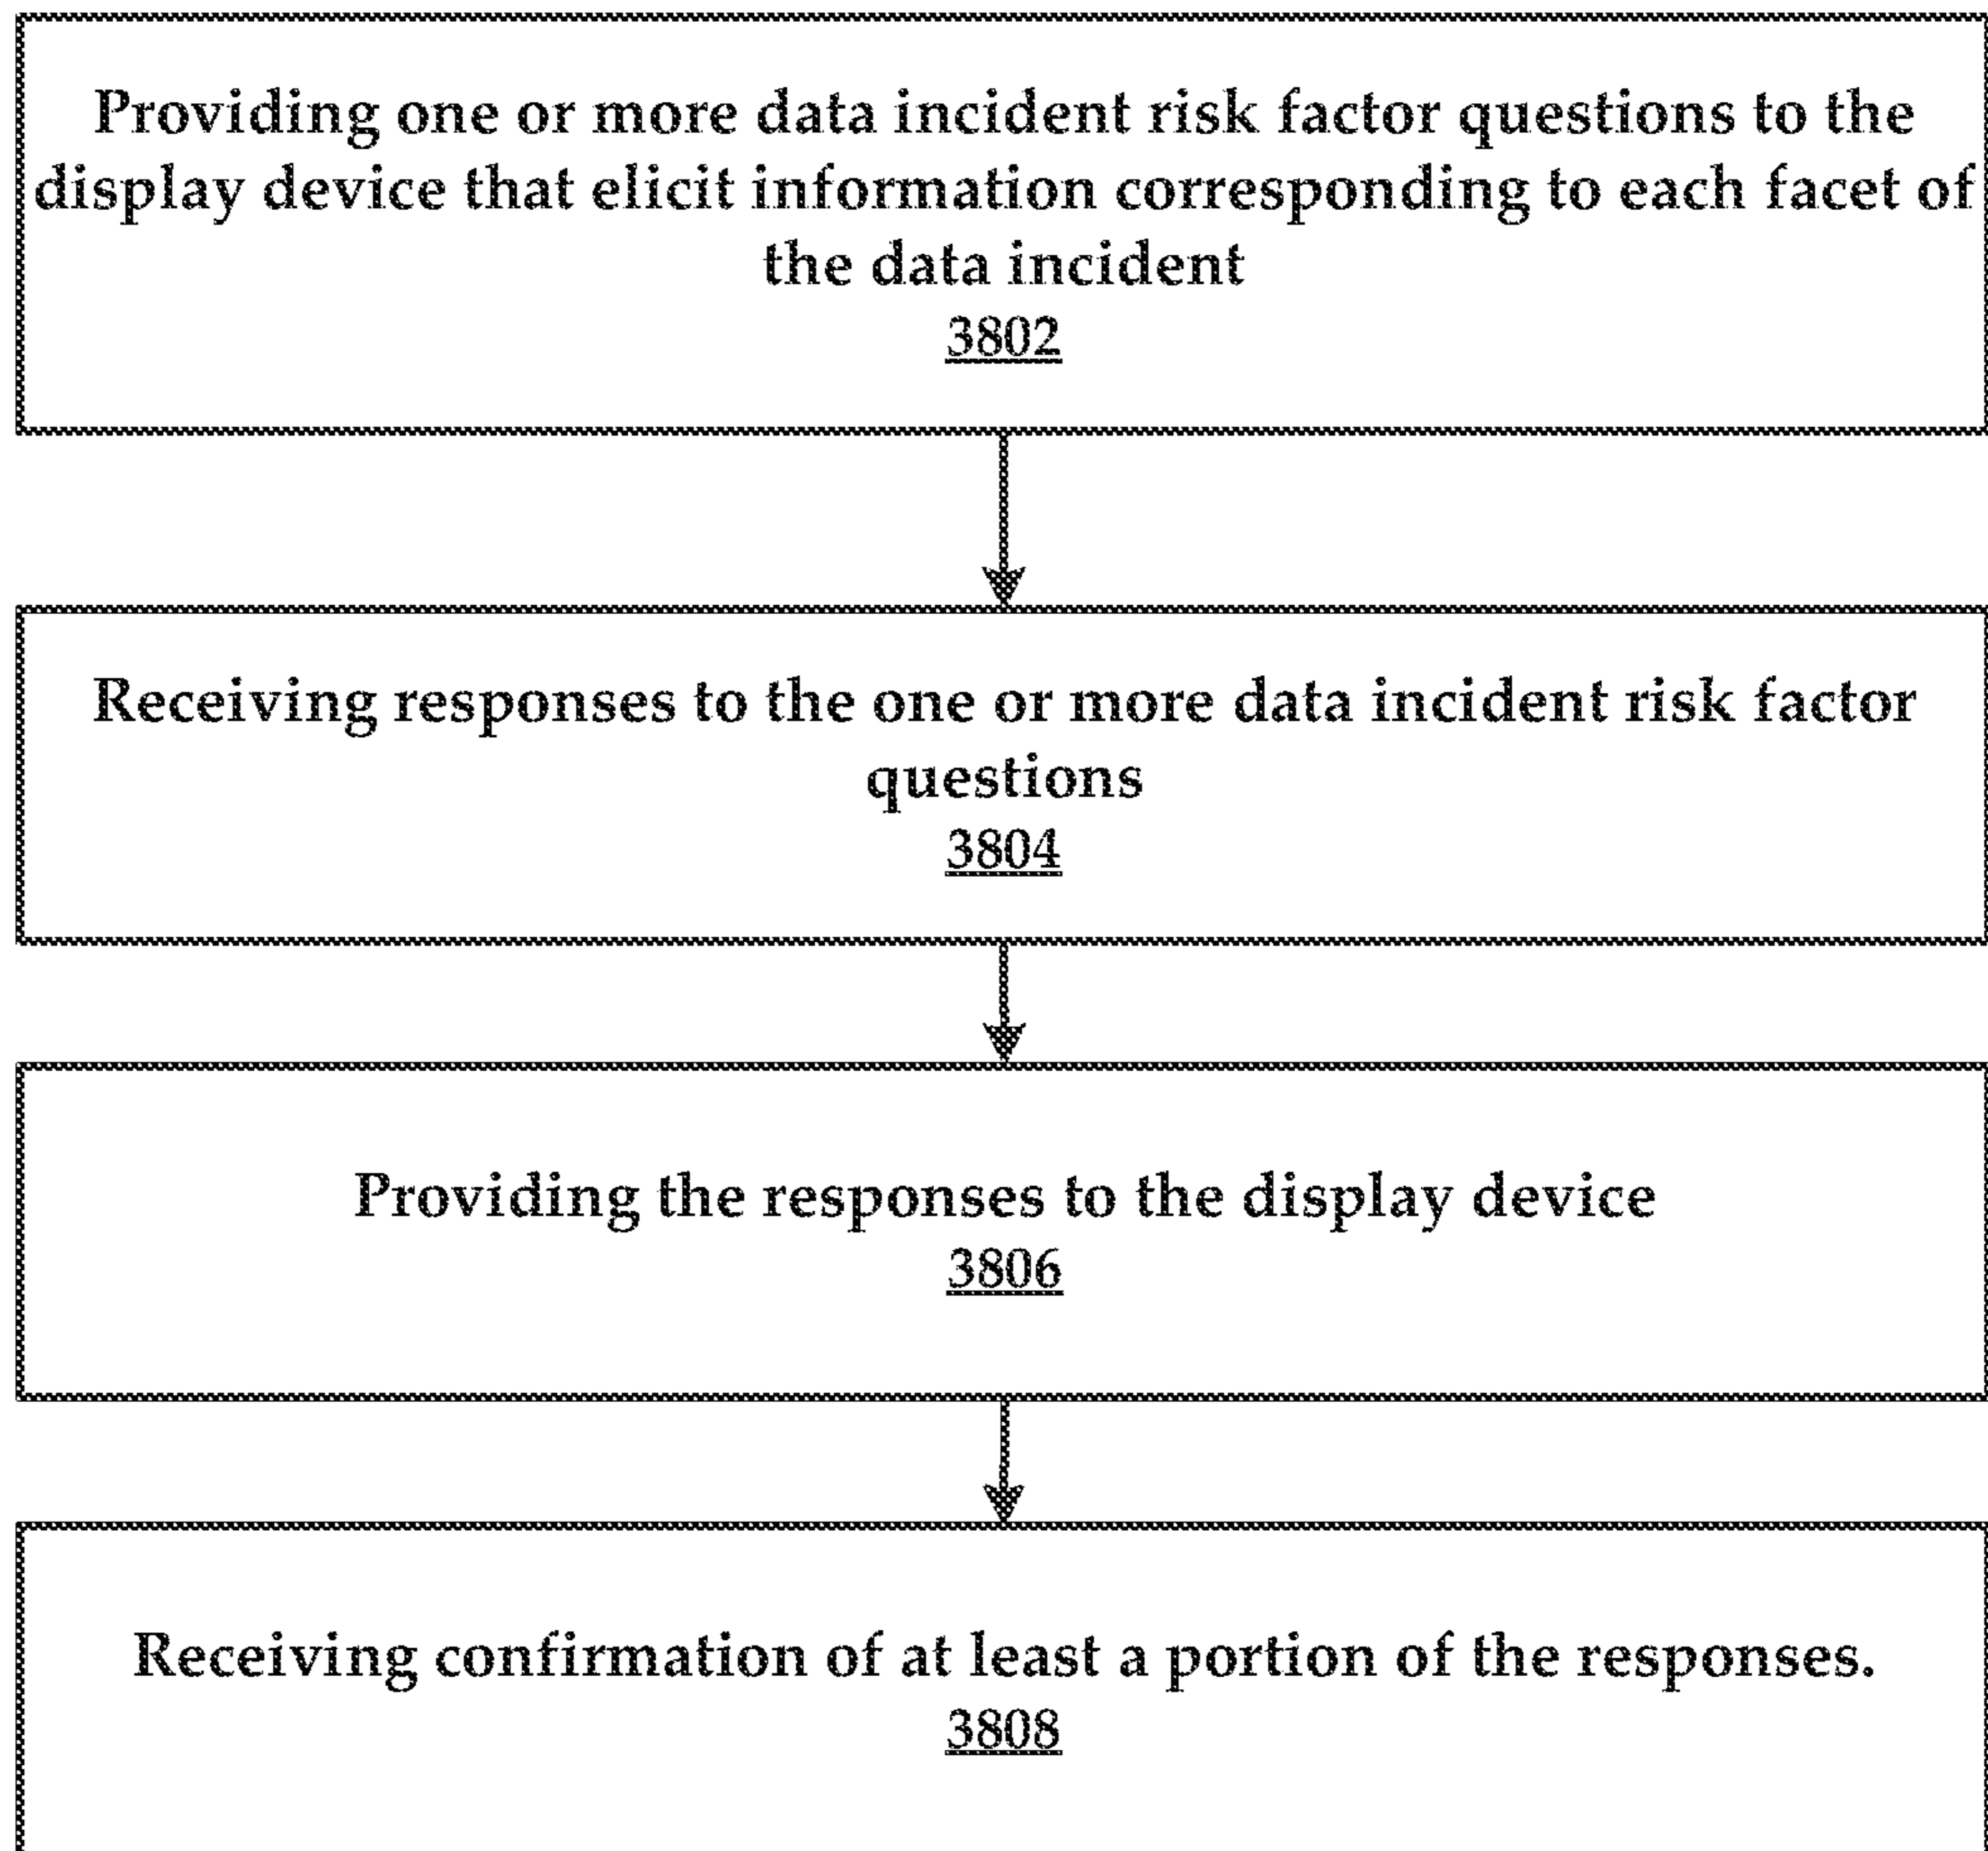 Providing one or more data incident risk factor questions to the
display device that elicit information corresponding to each facet of
the data incident
3802
Receiving responses to the one or more data incident risk factor
questions
3804
Providing the responses to the display device
3806
Receiving confirmation of at least a portion of the responses.
3808